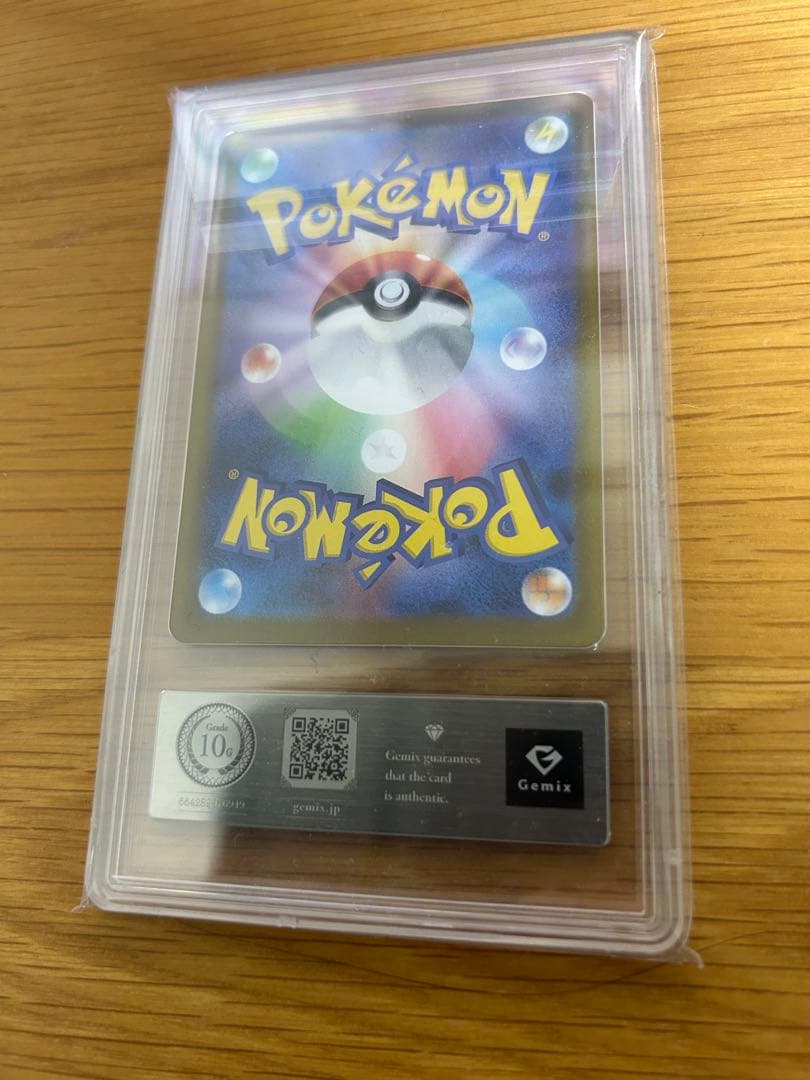 POKéMON
®
POKéMON
®
Grade
10G
gemix.jp
Gemix guarantees
that the card
is authentic.
G
Gemix